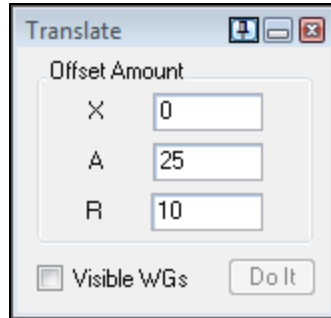 Translate
Offset Amount
X 0
A 25
R 10
Visible WGs Do It